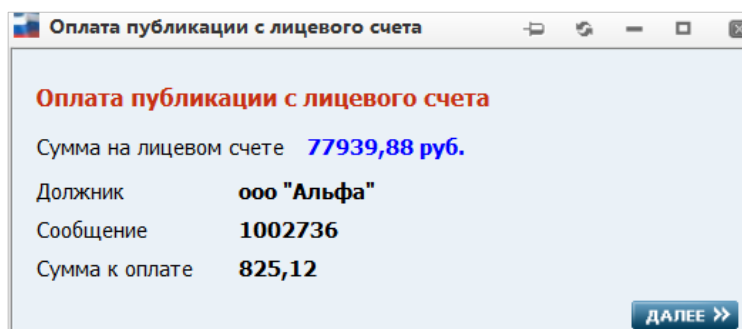 Оплата публикации с лицевого счета
Оплата публикации с лицевого счета
Сумма на лицевом счете 77939,88 руб.
Должник ооо "Альфа"
Сообщение 1002736
Сумма к оплате 825,12
ДАЛЕЕ